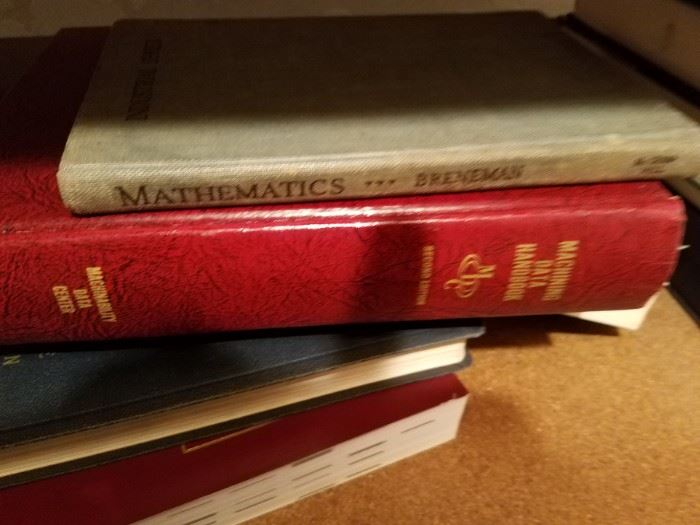 MATHEMATICS ••• BRENEMAN
MACHINING
DATA
HANDBOOK
SECOND EDITION
MACHINABILITY
DATA
CENTER